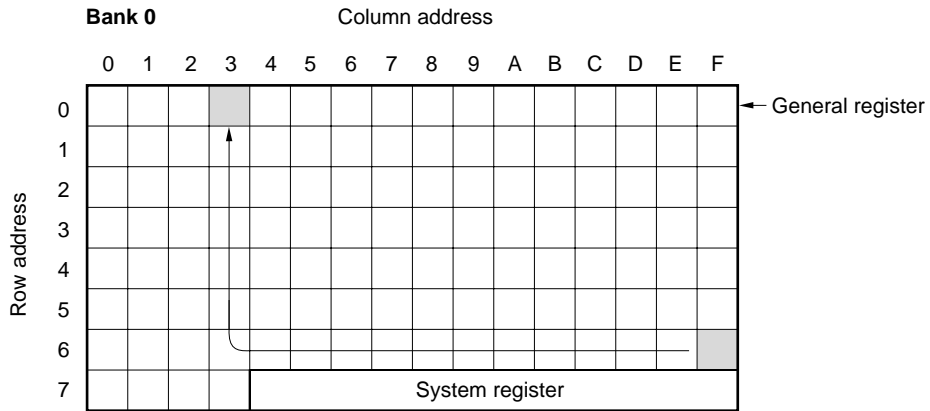 Bank 0 Column address
0 1 2 3 4 5 6 7 8 9 A B C D E F
0 General register
1
2
3
4
5
6
7 System register
Row address